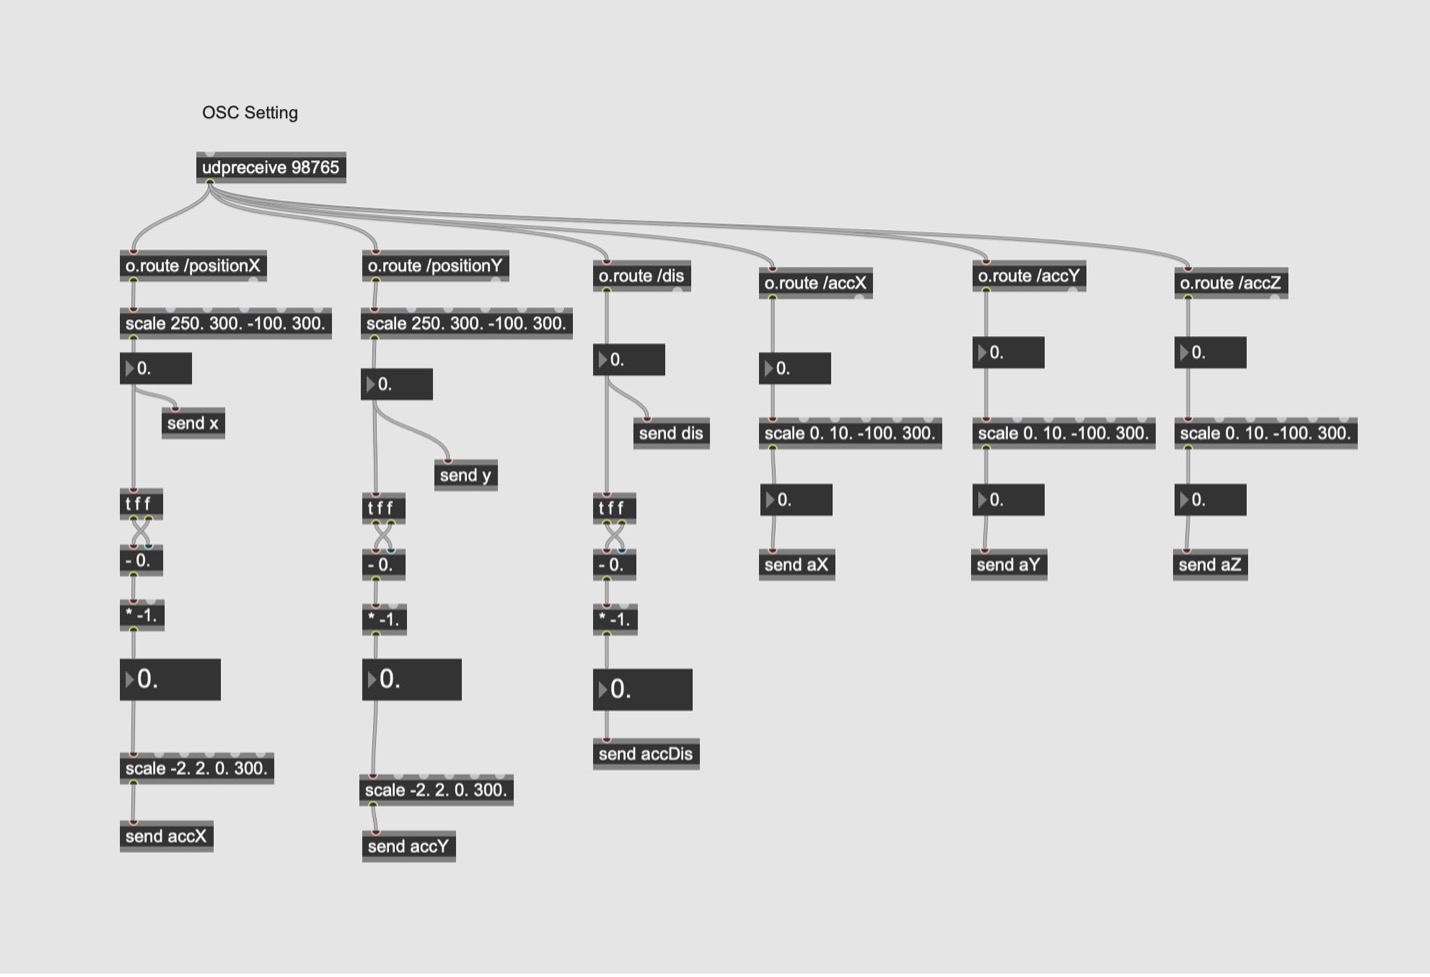 OSC Setting
udpreceive 98765
o.route /positionX
o.route /positionY
o.route /dis
o.route /accX
o.route /accY
o.route /accZ
scale 250. 300. -100. 300.
scale 250. 300. -100. 300.
0.
0.
0.
0.
0.
0.
send x
send y
send dis
scale 0. 10. -100. 300.
scale 0. 10. -100. 300.
scale 0. 10. -100. 300.
t f f
t f f
t f f
0.
0.
0.
- 0.
- 0.
- 0.
send aX
send aY
send aZ
* -1.
* -1.
* -1.
0.
0.
0.
scale -2. 2. 0. 300.
scale -2. 2. 0. 300.
send accDis
send accX
send accY